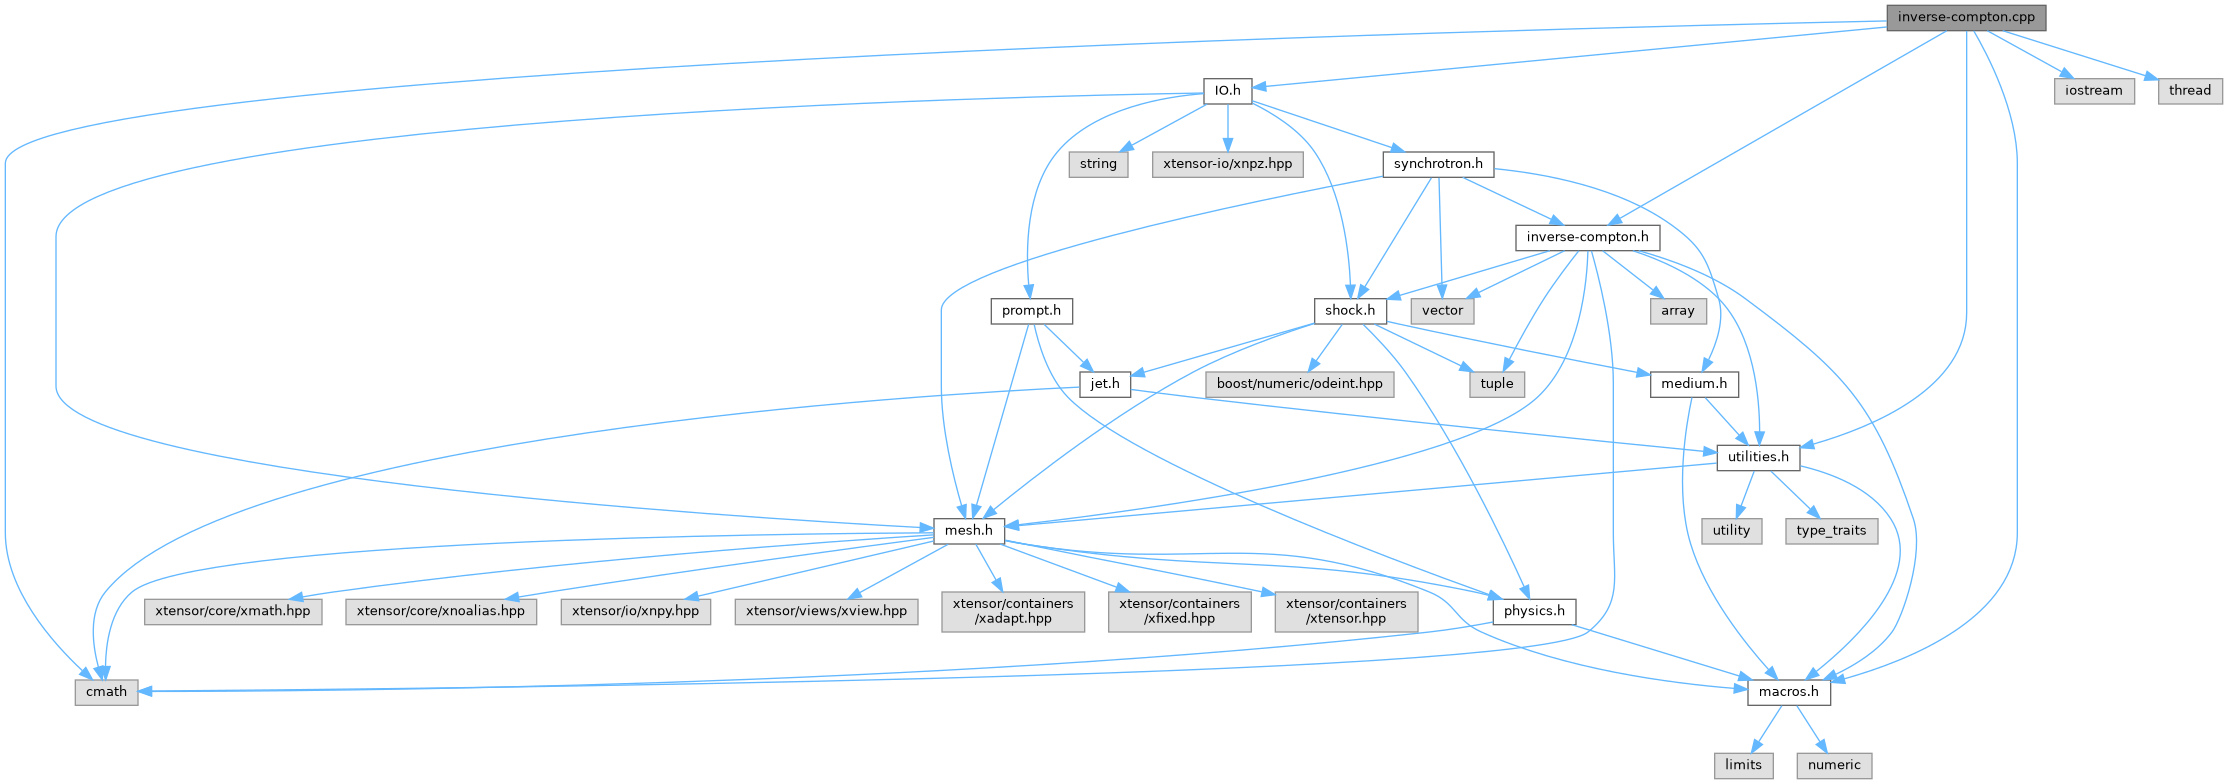 inverse-compton.cpp
IO.h
iostream
thread
string
xtensor-io/xnpz.hpp
synchrotron.h
inverse-compton.h
prompt.h
shock.h
vector
array
jet.h
boost/numeric/odeint.hpp
tuple
medium.h
utilities.h
mesh.h
utility
type_traits
xtensor/core/xmath.hpp
xtensor/core/xnoalias.hpp
xtensor/io/xnpy.hpp
xtensor/views/xview.hpp
xtensor/containers
/xadapt.hpp
xtensor/containers
/xfixed.hpp
xtensor/containers
/xtensor.hpp
physics.h
cmath
macros.h
limits
numeric